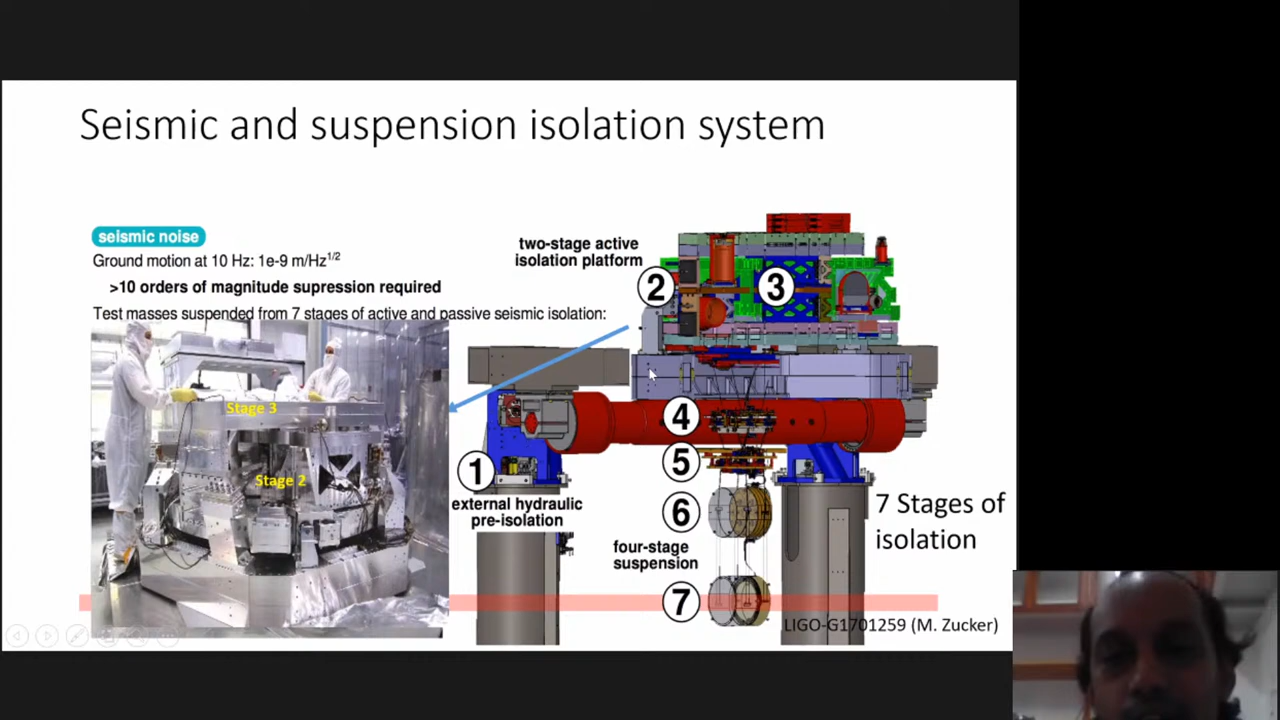 Seismic and suspension isolation system
seismic noise
Ground motion at 10 Hz: 1e-9 m/Hz1/2
>10 orders of magnitude supression required
Test masses suspended from 7 stages of active and passive seismic isolation:
Stage 3
Stage 2
two-stage active
isolation platform
2
3
4
5
1
external hydraulic
pre-isolation
6
7 Stages of
isolation
four-stage
suspension
7
LIGO-G1701259 (M. Zucker)